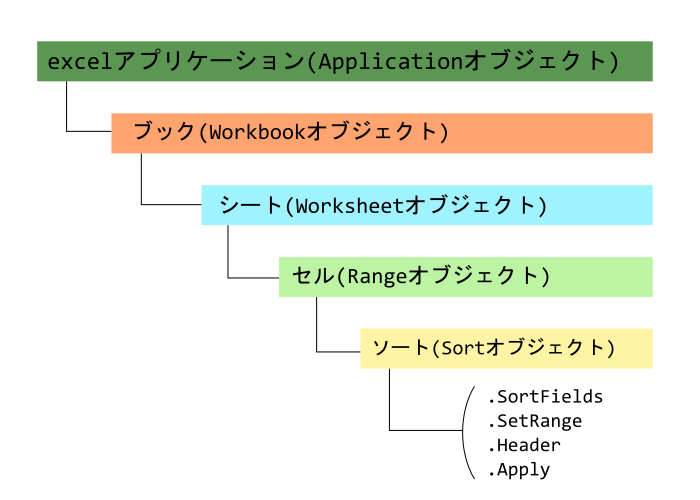 excelアプリケーション(Applicationオブジェクト)
ブック(Workbookオブジェクト)
シート(Worksheetオブジェクト)
セル(Rangeオブジェクト)
ソート(Sortオブジェクト)
.SortFields
.SetRange
.Header
.Apply